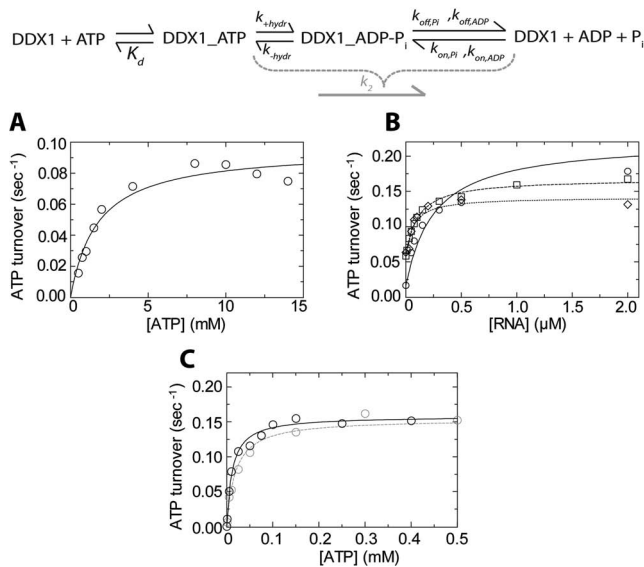 DDX1 + ATP K_d DDX1_ATP k_+hydr k_-hydr DDX1_ADP-P_i k_off,Pi ,k_off,ADP k_on,Pi ,k_on,ADP DDX1 + ADP + P_i
k_2
A
ATP turnover (sec⁻¹)
0.10
0.08
0.06
0.04
0.02
0.00
0 5 10 15
[ATP] (mM)
B
ATP turnover (sec⁻¹)
0.20
0.15
0.10
0.05
0.00
0.0 0.5 1.0 1.5 2.0
[RNA] (μM)
C
ATP turnover (sec⁻¹)
0.20
0.15
0.10
0.05
0.00
0 0.1 0.2 0.3 0.4 0.5
[ATP] (mM)